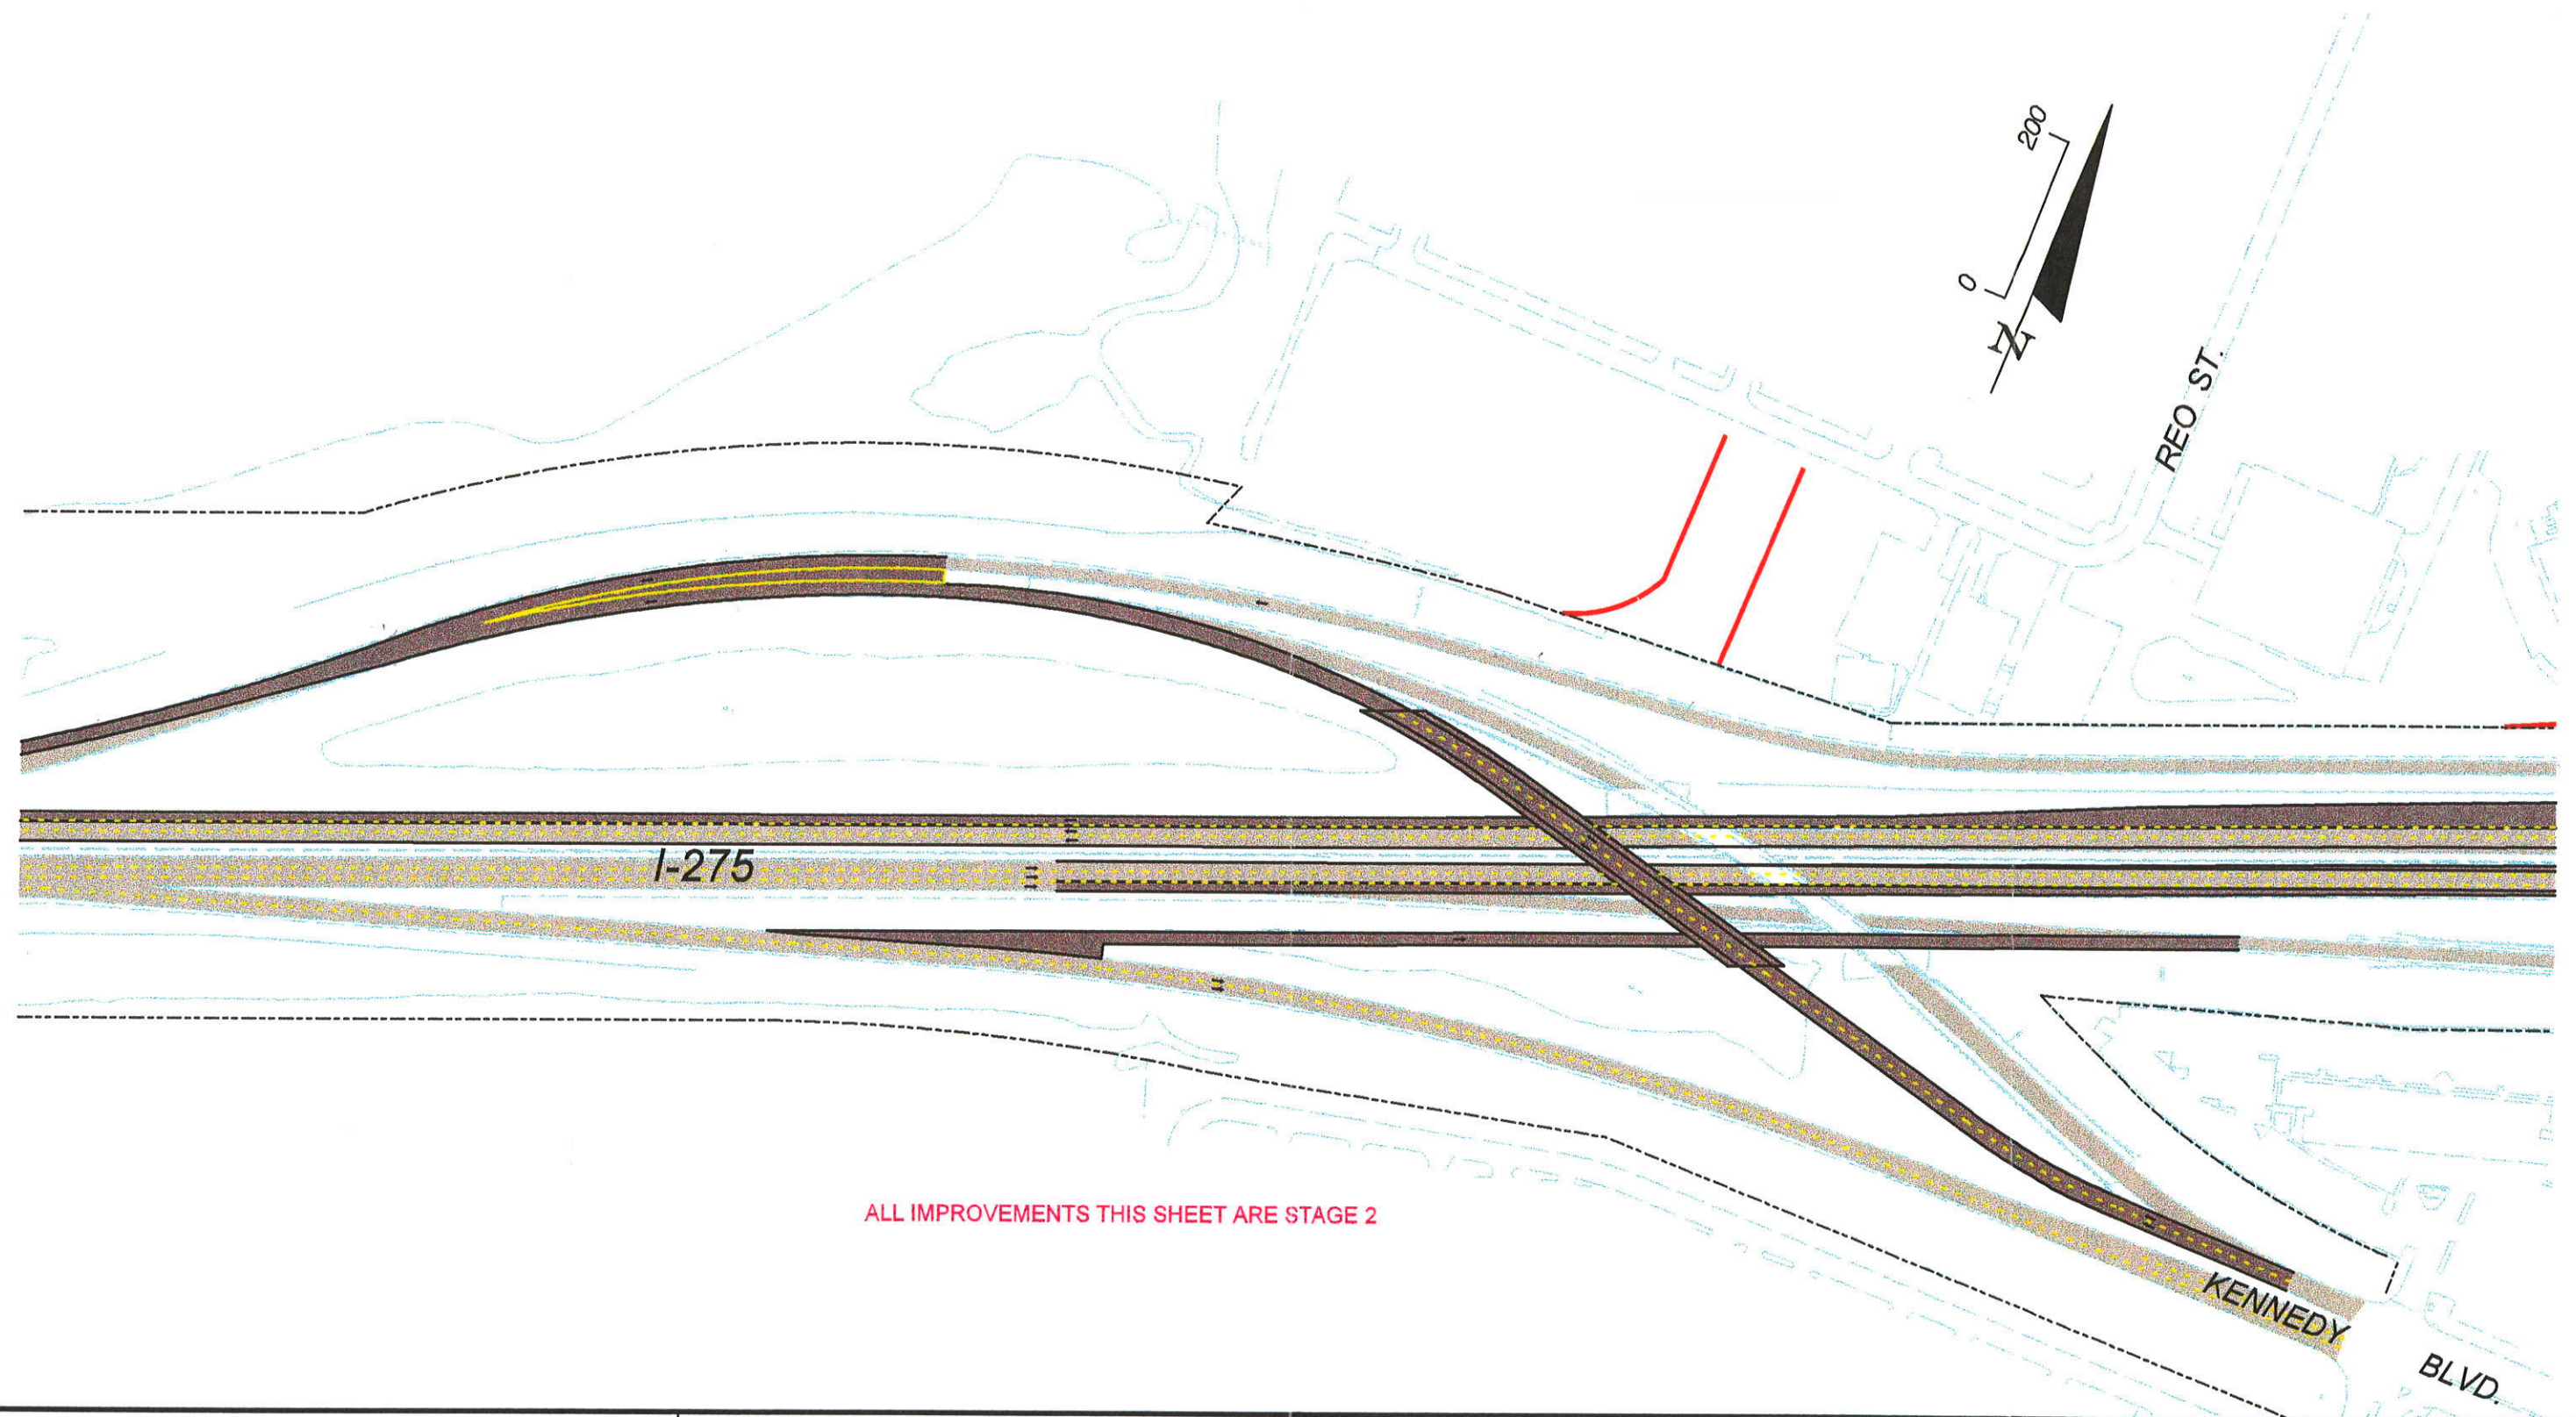 200
0
N
REO ST.
I-275
ALL IMPROVEMENTS THIS SHEET ARE STAGE 2
KENNEDY
BLVD.